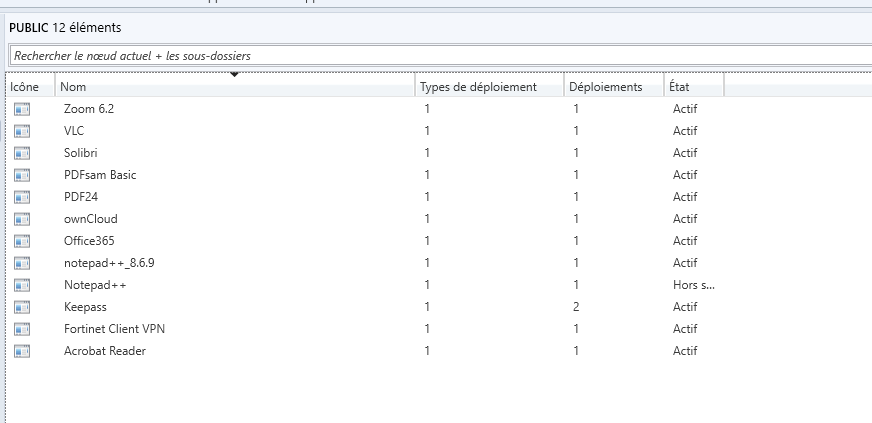 PUBLIC 12 éléments
Rechercher le nœud actuel + les sous-dossiers
Icône Nom Types de déploiement Déploiements État
Zoom 6.2 1 1 Actif
VLC 1 1 Actif
Solibri 1 1 Actif
PDFsam Basic 1 1 Actif
PDF24 1 1 Actif
ownCloud 1 1 Actif
Office365 1 1 Actif
notepad++_8.6.9 1 1 Actif
Notepad++ 1 1 Hors s...
Keepass 1 2 Actif
Fortinet Client VPN 1 1 Actif
Acrobat Reader 1 1 Actif